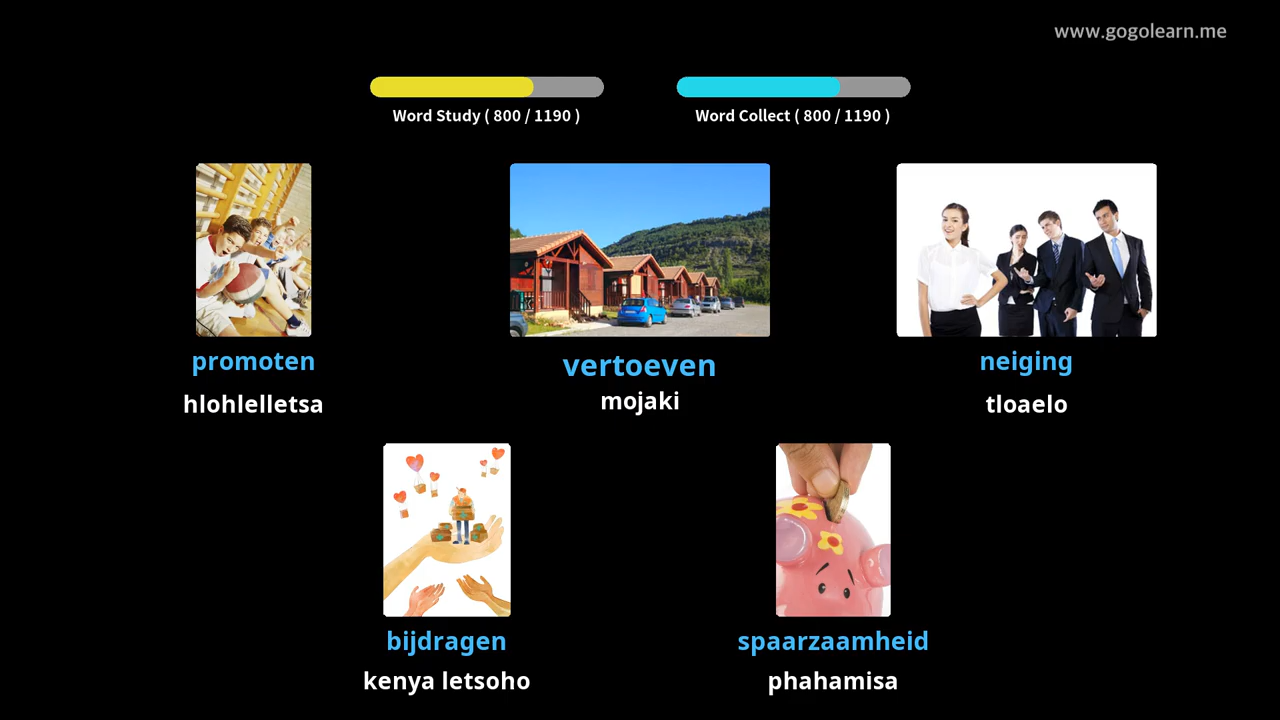 www.gogolearn.me
Word Study ( 800 / 1190 )
Word Collect ( 800 / 1190 )
promoten
hlohlelletsa
vertoeven
mojaki
neiging
tloaelo
bijdragen
kenya letsoho
spaarzaamheid
phahamisa